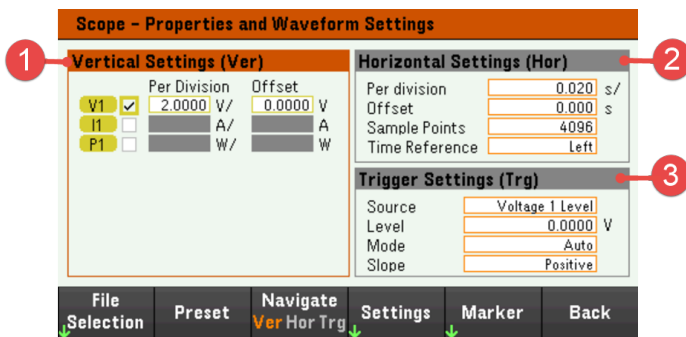 Scope – Properties and Waveform Settings
1
Vertical Settings (Ver)
Per Division Offset
V1 2.0000 V/ 0.0000 V
I1 A/ A
P1 W/ W
2
Horizontal Settings (Hor)
Per division 0.020 s/
Offset 0.000 s
Sample Points 4096
Time Reference Left
3
Trigger Settings (Trg)
Source Voltage 1 Level
Level 0.0000 V
Mode Auto
Slope Positive
File
Selection
Preset
Navigate
Ver Hor Trg
Settings
Marker
Back